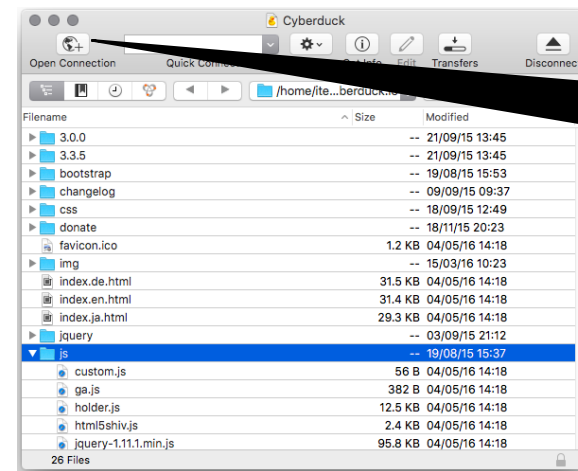 Cyberduck
Open Connection Quick Connect Get Info Edit Transfers Disconnec
/home/ite...berduck.io
Filename Size Modified
3.0.0 -- 21/09/15 13:45
3.3.5 -- 21/09/15 13:45
bootstrap -- 19/08/15 15:53
changelog -- 09/09/15 09:37
css -- 18/09/15 12:49
donate -- 18/11/15 20:23
favicon.ico 1.2 KB 04/05/16 14:18
img -- 15/03/16 10:23
index.de.html 31.5 KB 04/05/16 14:18
index.en.html 31.4 KB 04/05/16 14:18
index.ja.html 29.3 KB 04/05/16 14:18
jquery -- 03/09/15 21:12
js -- 19/08/15 15:37
custom.js 56 B 04/05/16 14:18
ga.js 382 B 04/05/16 14:18
holder.js 12.5 KB 04/05/16 14:18
html5shiv.js 2.4 KB 04/05/16 14:18
jquery-1.11.1.min.js 95.8 KB 04/05/16 14:18
26 Files